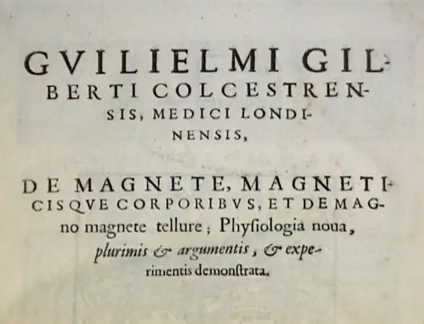 GVILIELMI GIL-
BERTI COLCESTREN-
SIS, MEDICI LONDI-
NENSIS,
DE MAGNETE, MAGNETI-
CISQVE CORPORIBVS, ET DE MAG-
no magnete tellure; Phyſiologia noua,
plurimis & argumentis, & expe-
rimentis demonſtrata.